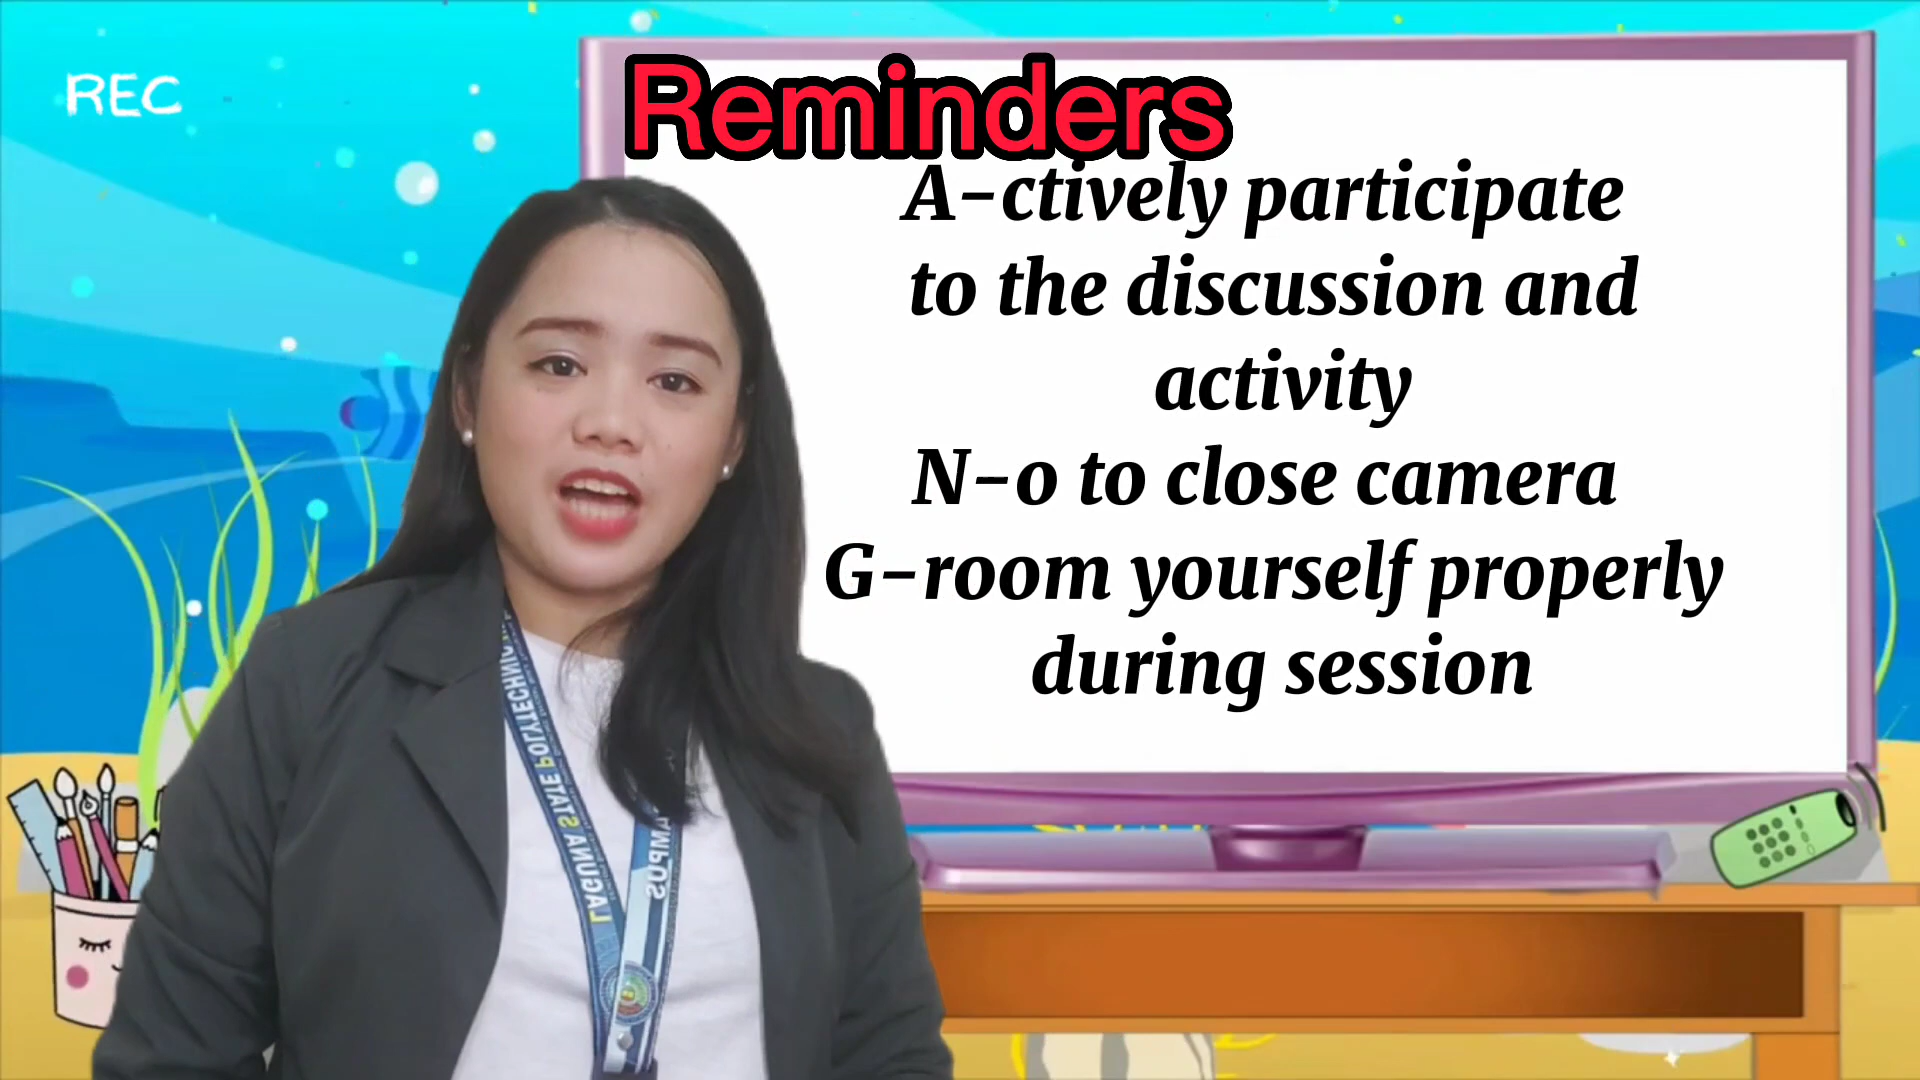 REC
Reminders
A-ctively participate
to the discussion and
activity
N-o to close camera
G-room yourself properly
during session
LAGUNA STATE POLYTECHNIC
AMPUS